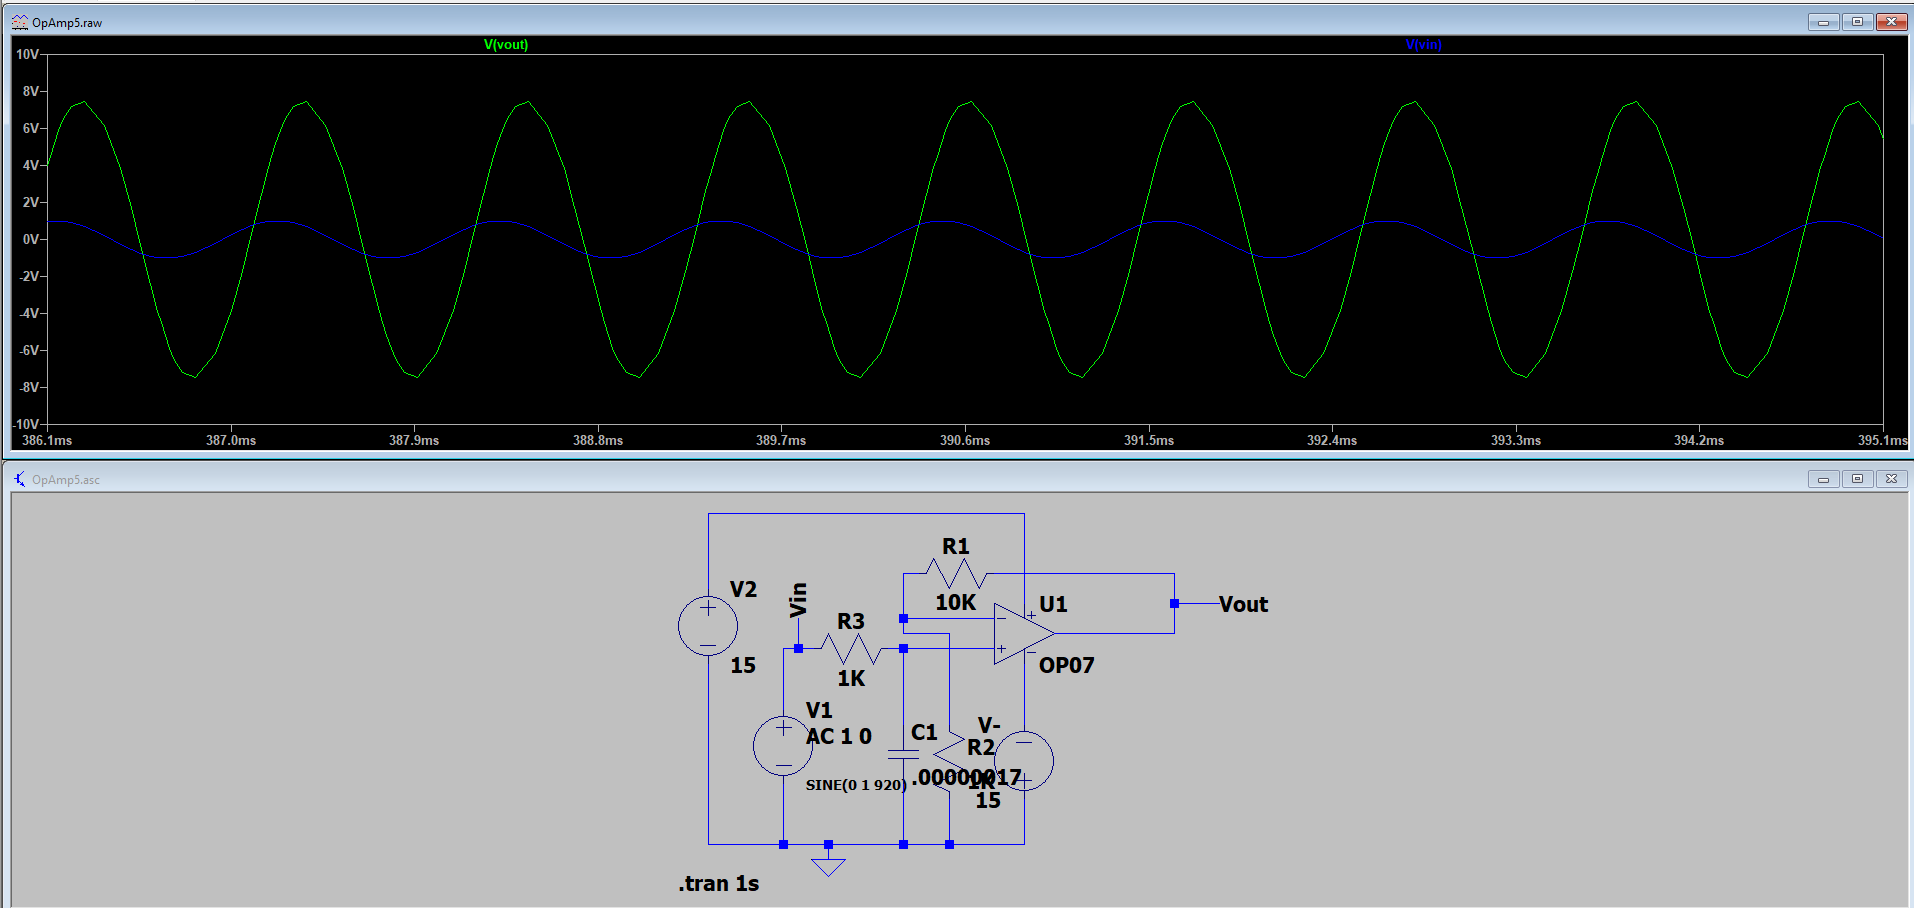 OpAmp5.raw
V(vout)
V(vin)
10V
8V
6V
4V
2V
0V
-2V
-4V
-6V
-8V
-10V
386.1ms 387.0ms 387.9ms 388.8ms 389.7ms 390.6ms 391.5ms 392.4ms 393.3ms 394.2ms 395.1ms
OpAmp5.asc
R1
10K
V2
15
Vin
R3
1K
U1
OP07
Vout
V1
AC 1 0
SINE(0 1 920)
C1
.00000017
V-
R2
1K
15
.tran 1s